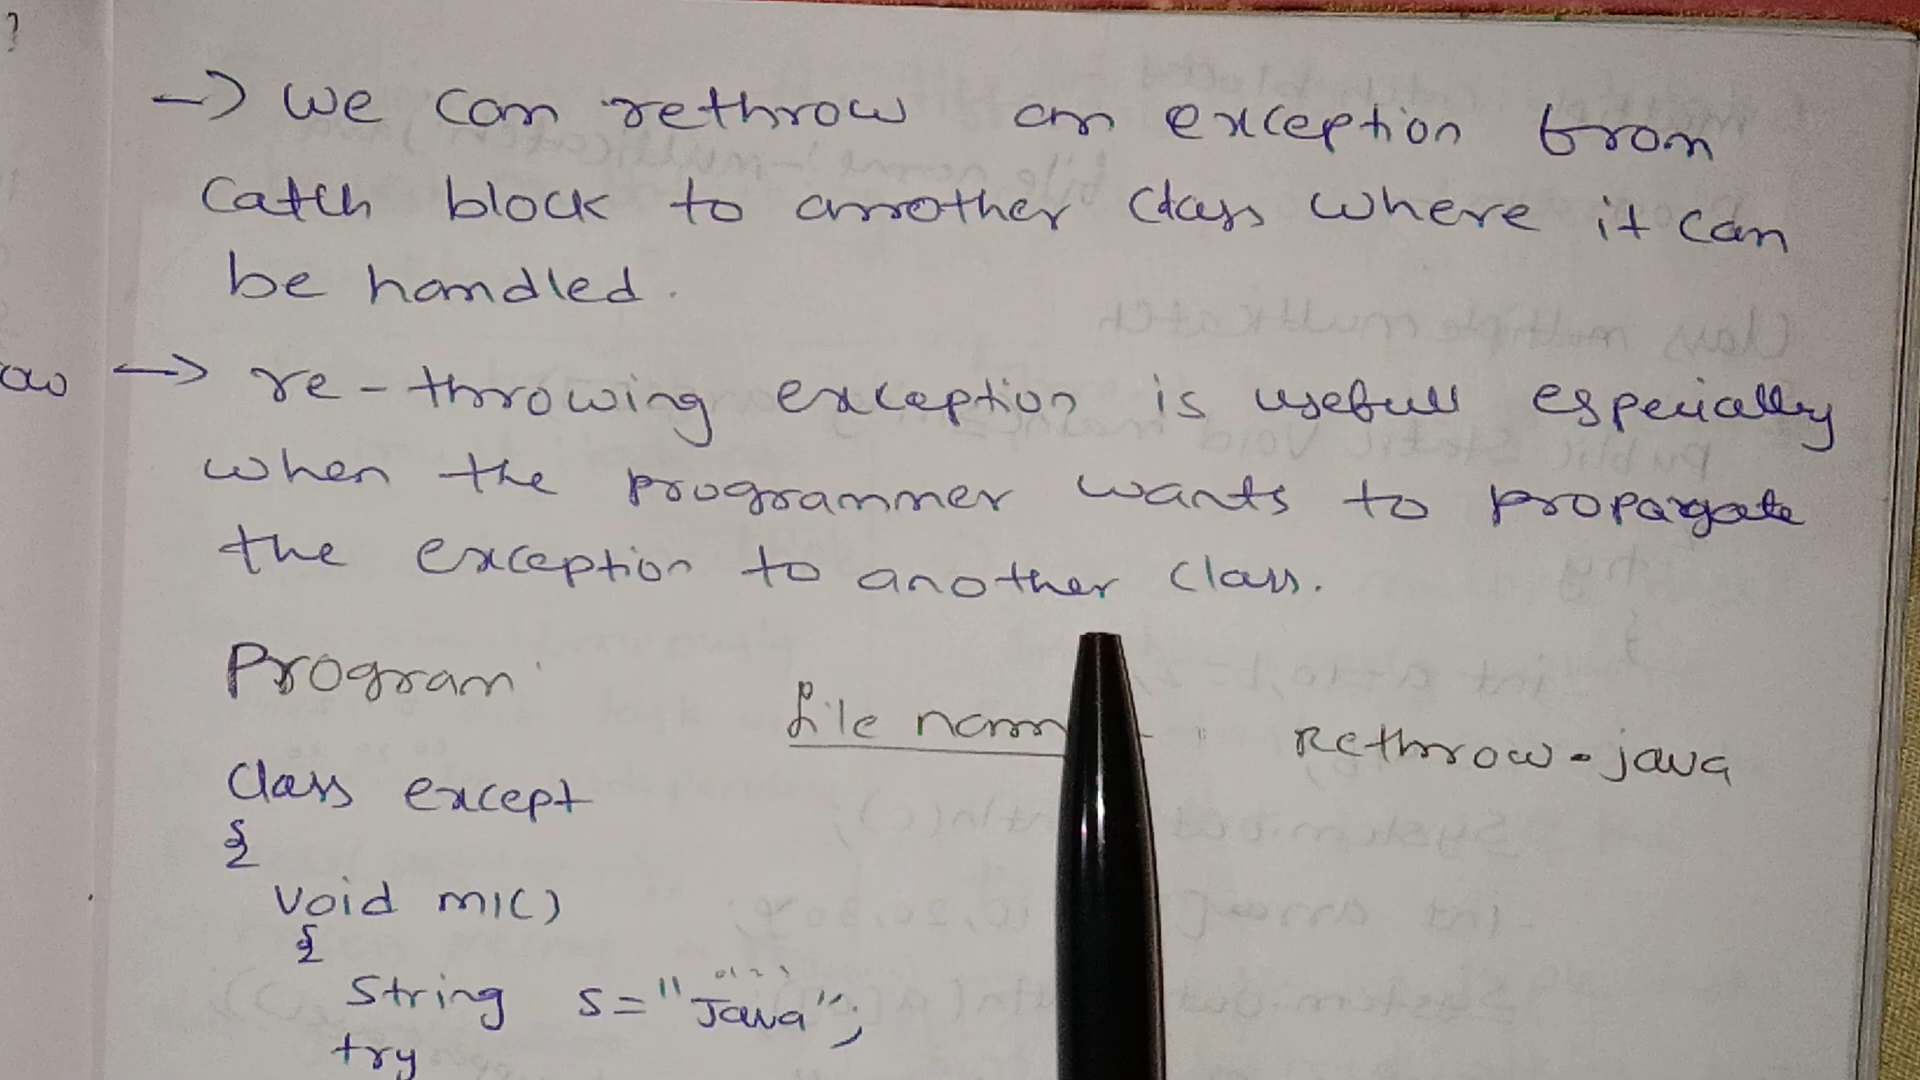 → we can rethrow an exception from
catch block to another class where it can
be handled.
→ re-throwing exception is usefull especially
when the programmer wants to propargate
the exception to another class.
Program
file nam
Rethrow.java
class except
{
void m1()
{
String s="Java";
try